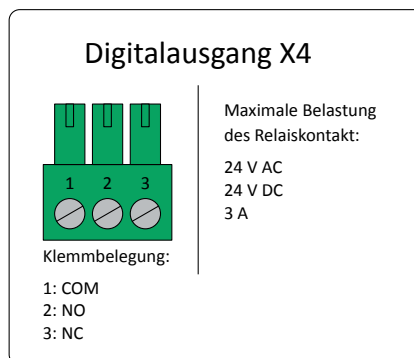 Digitalausgang X4
1 2 3
Klemmbelegung:
1: COM
2: NO
3: NC
Maximale Belastung
des Relaiskontakt:
24 V AC
24 V DC
3 A